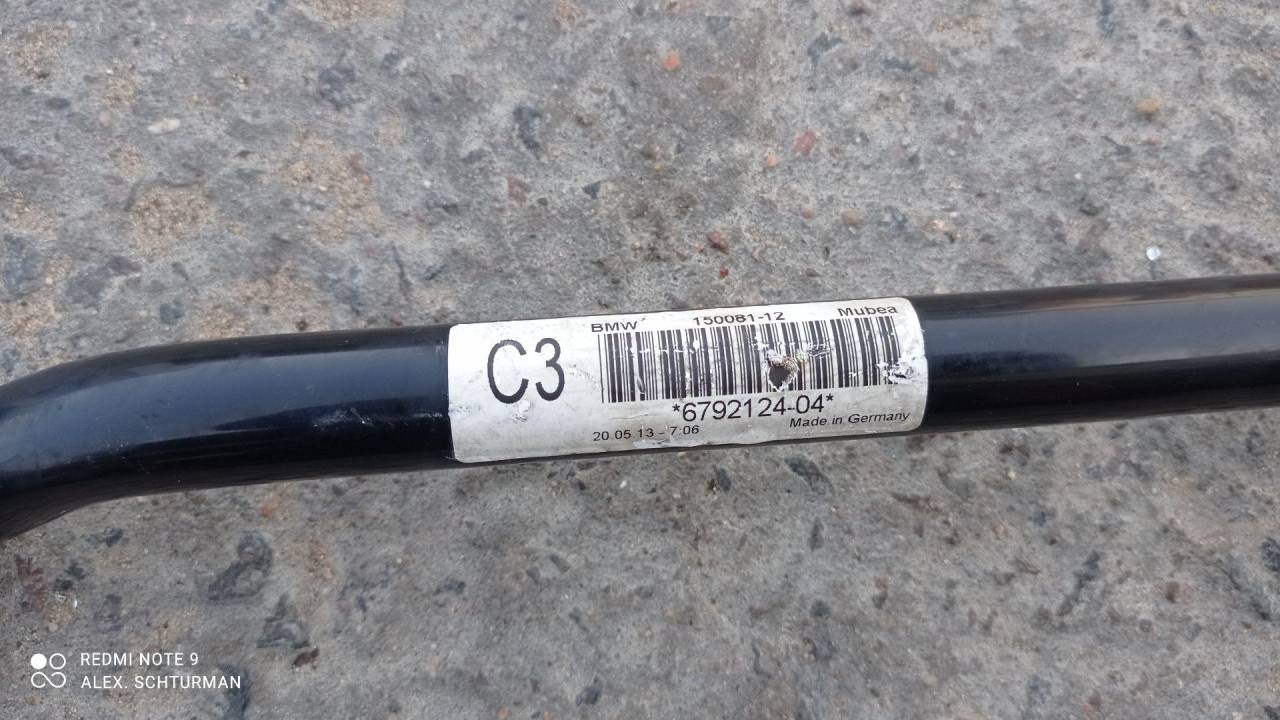 BMW 150081-12 Mubea
C3
*6792124-04*
20.05.13 - 7:06 Made in Germany
REDMI NOTE 9
ALEX. SCHTURMAN